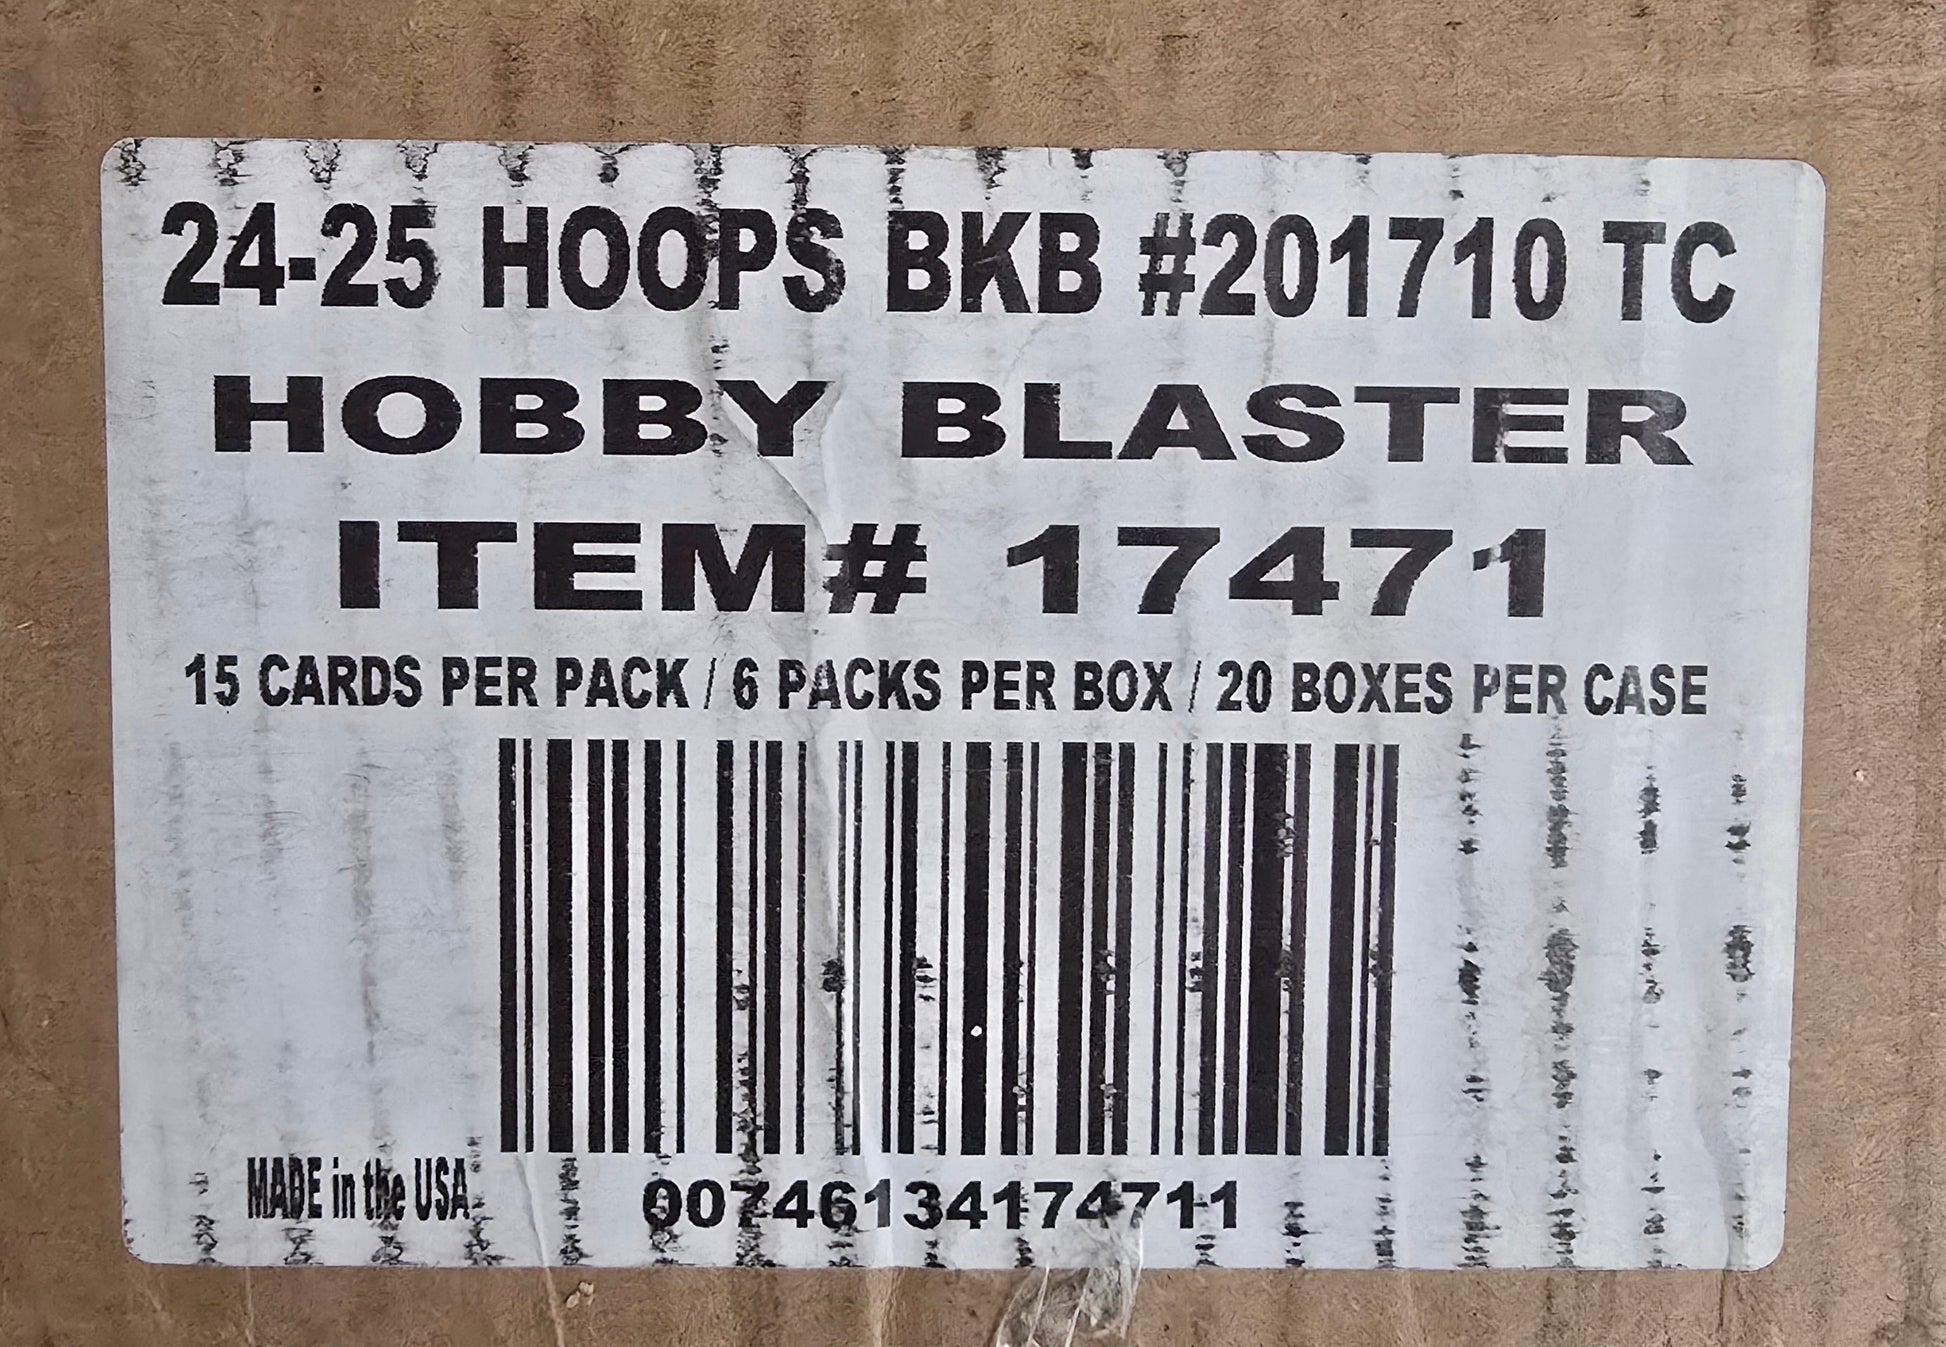 24-25 HOOPS BKB #201710 TC
HOBBY BLASTER
ITEM# 17471
15 CARDS PER PACK / 6 PACKS PER BOX / 20 BOXES PER CASE
MADE in the USA
00746134174711